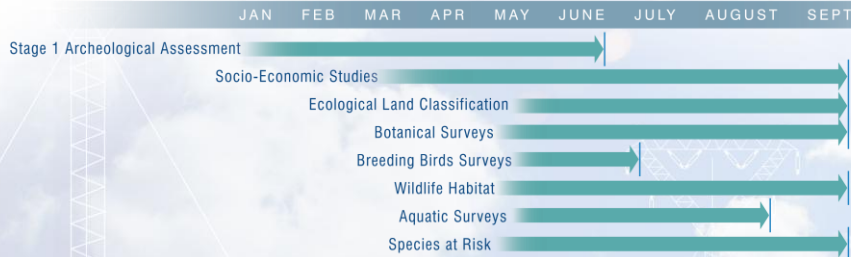 JAN FEB MAR APR MAY JUNE JULY AUGUST SEPT
Stage 1 Archeological Assessment
Socio-Economic Studies
Ecological Land Classification
Botanical Surveys
Breeding Birds Surveys
Wildlife Habitat
Aquatic Surveys
Species at Risk